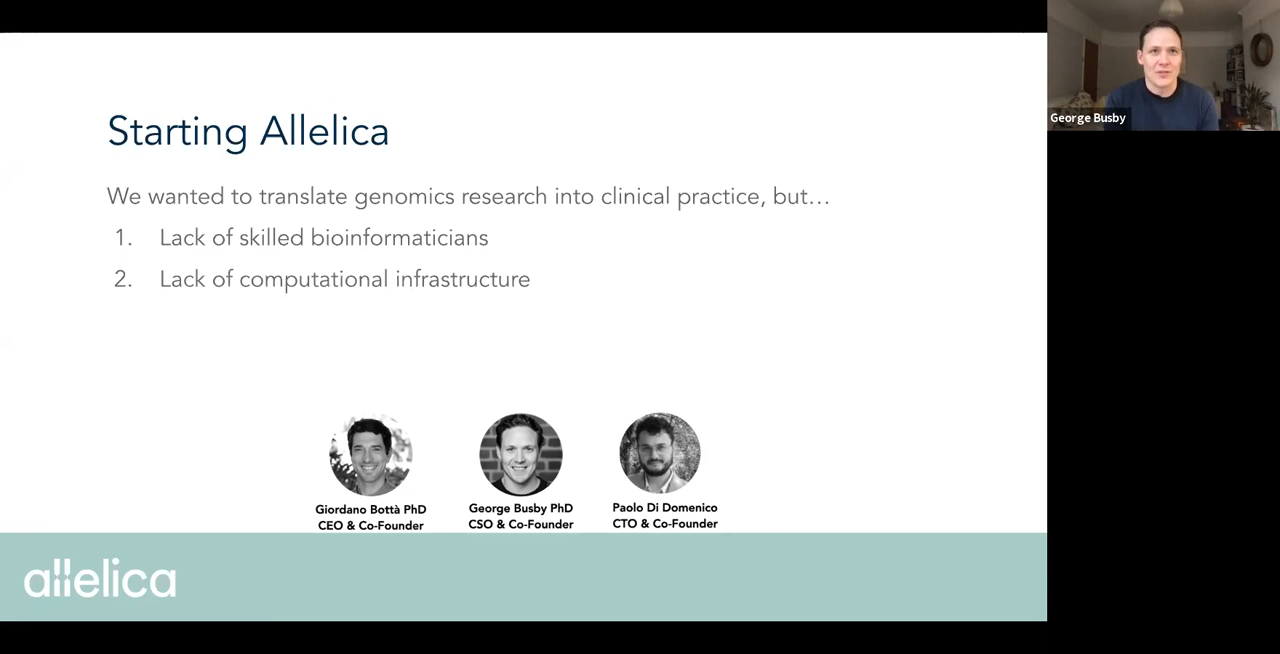 Starting Allelica
We wanted to translate genomics research into clinical practice, but…
1. Lack of skilled bioinformaticians
2. Lack of computational infrastructure
Giordano Bottà PhD
CEO & Co-Founder
George Busby PhD
CSO & Co-Founder
Paolo Di Domenico
CTO & Co-Founder
allelica
George Busby